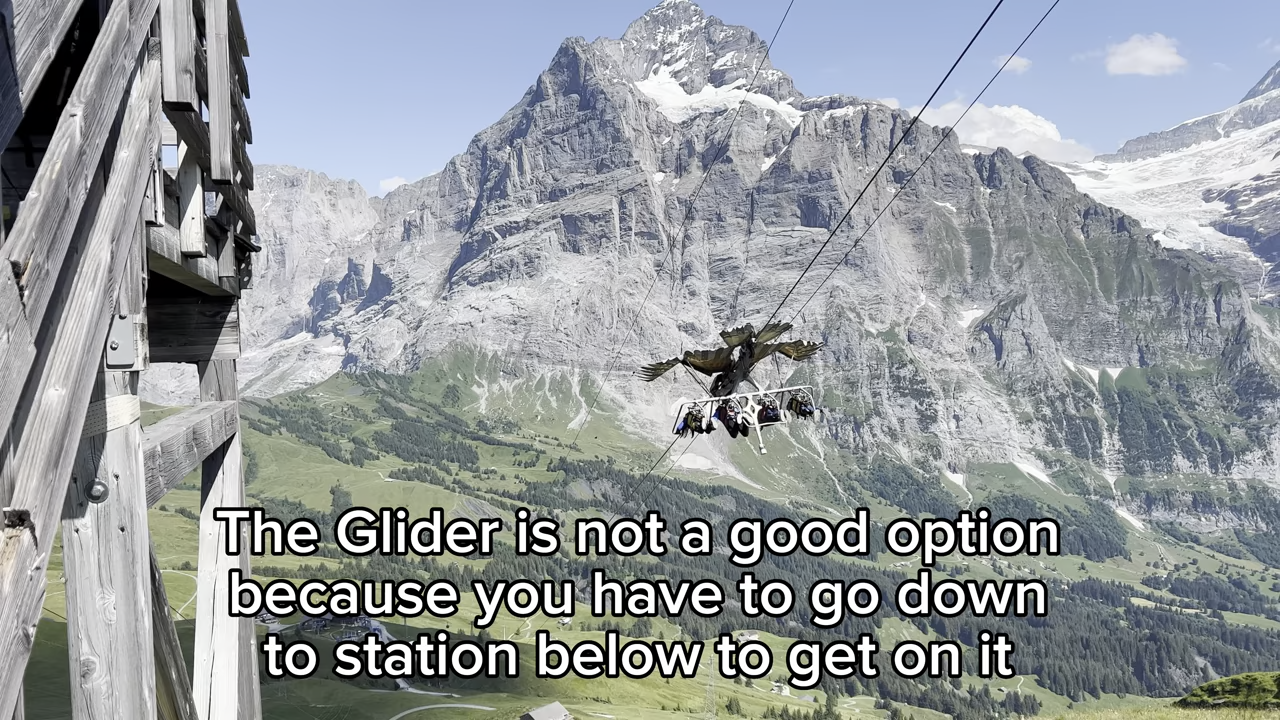 The Glider is not a good option
because you have to go down
to station below to get on it